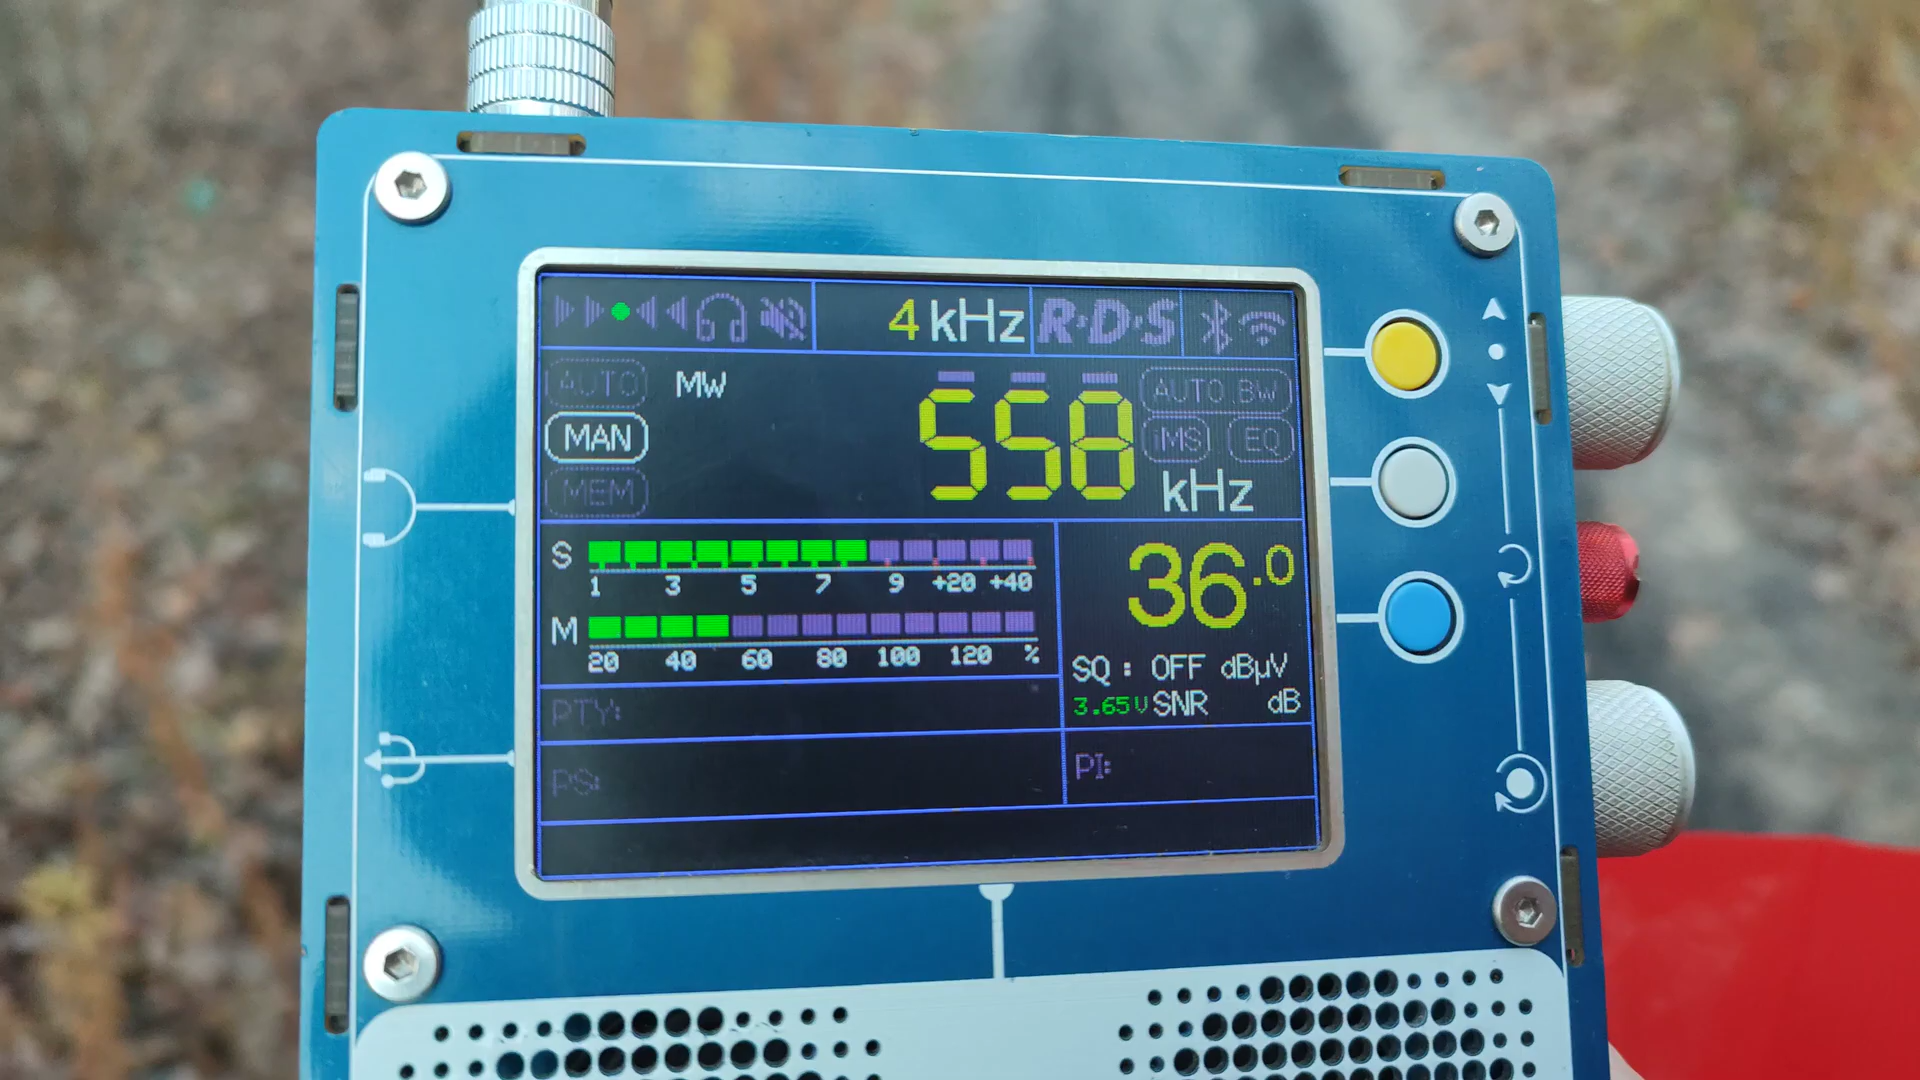 4 kHz R·D·S
AUTO MW 558 kHz AUTO BW
MAN iMS EQ
MEM
S 1 3 5 7 9 +20 +40
36.0
M 20 40 60 80 100 120 %
SQ : OFF dBµV
3.65V SNR dB
PTY:
PS:
PI: